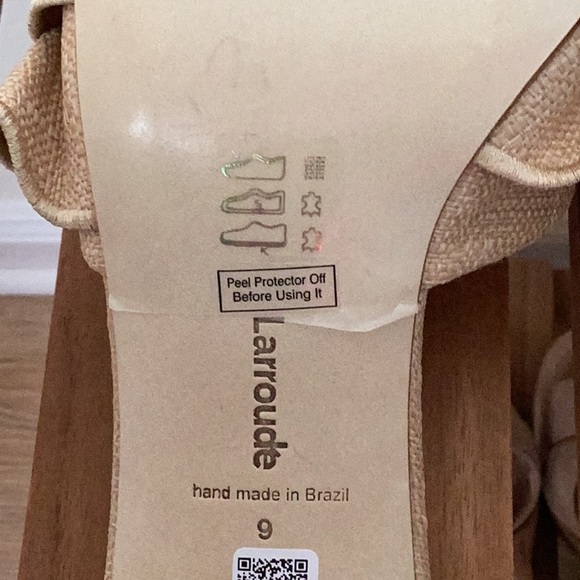 Peel Protector Off
Before Using It
Larroude
hand made in Brazil
9